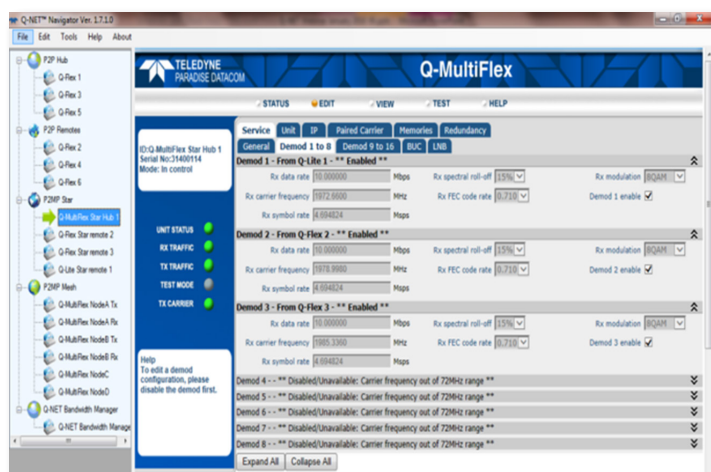 Q-NET™ Navigator Ver. 1.7.1.0
File Edit Tools Help About
P2P Hub
Q-Flex 1
Q-Flex 3
Q-Flex 5
P2P Remotes
Q-Flex 2
Q-Flex 4
Q-Flex 6
P2MP Star
Q-MultiFlex Star Hub 1
Q-Flex Star remote 2
Q-Flex Star remote 3
Q-Lite Star remote 1
P2MP Mesh
Q-MultiFlex NodeA Tx
Q-MultiFlex NodeA Rx
Q-MultiFlex NodeB Tx
Q-MultiFlex NodeB Rx
Q-MultiFlex NodeC
Q-MultiFlex NodeD
Q-NET Bandwidth Manager
Q-NET Bandwidth Manage
TELEDYNE
PARADISE DATACOM
Q-MultiFlex
STATUS EDIT VIEW TEST HELP
ID:Q-MultiFlex Star Hub 1
Serial No:31400114
Mode: In control
UNIT STATUS
RX TRAFFIC
TX TRAFFIC
TEST MODE
TX CARRIER
Help
To edit a demod
configuration, please
disable the demod first.
Service Unit IP Paired Carrier Memories Redundancy
General Demod 1 to 8 Demod 9 to 16 BUC LNB
Demod 1 - From Q-Lite 1 - ** Enabled **
Rx data rate 10.000000 Mbps Rx spectral roll-off 15% Rx modulation 8QAM
Rx carrier frequency 1972.6600 MHz Rx FEC code rate 0.710 Demod 1 enable
Rx symbol rate 4.694824 Msps
Demod 2 - From Q-Flex 2 - ** Enabled **
Rx data rate 10.000000 Mbps Rx spectral roll-off 15% Rx modulation 8QAM
Rx carrier frequency 1978.9980 MHz Rx FEC code rate 0.710 Demod 2 enable
Rx symbol rate 4.694824 Msps
Demod 3 - From Q-Flex 3 - ** Enabled **
Rx data rate 10.000000 Mbps Rx spectral roll-off 15% Rx modulation 8QAM
Rx carrier frequency 1985.3360 MHz Rx FEC code rate 0.710 Demod 3 enable
Rx symbol rate 4.694824 Msps
Demod 4 - - ** Disabled/Unavailable: Carrier frequency out of 72MHz range **
Demod 5 - - ** Disabled/Unavailable: Carrier frequency out of 72MHz range **
Demod 6 - - ** Disabled/Unavailable: Carrier frequency out of 72MHz range **
Demod 7 - - ** Disabled/Unavailable: Carrier frequency out of 72MHz range **
Demod 8 - - ** Disabled/Unavailable: Carrier frequency out of 72MHz range **
Expand All Collapse All